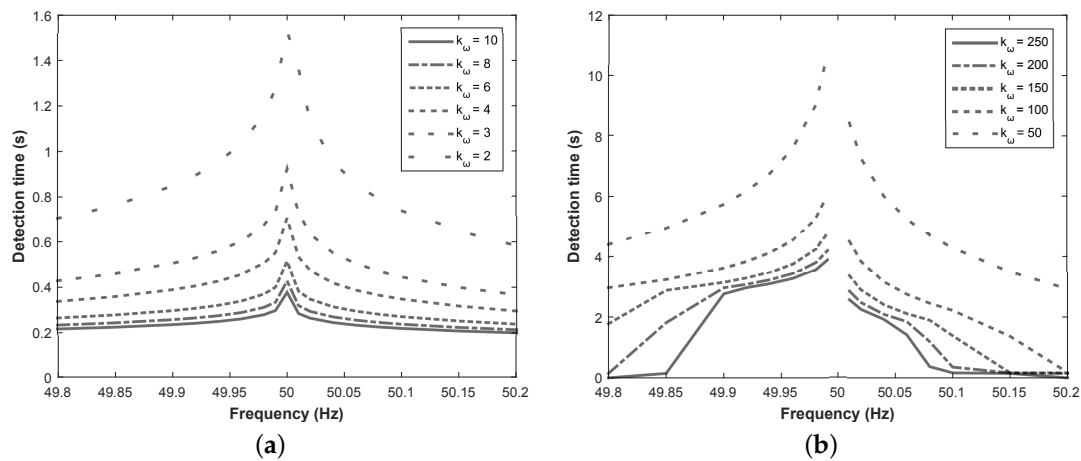 1.6
1.4
1.2
1
0.8
0.6
0.4
0.2
0
Detection time (s)
49.8 49.85 49.9 49.95 50 50.05 50.1 50.15 50.2
Frequency (Hz)
k_ω = 10
k_ω = 8
k_ω = 6
k_ω = 4
k_ω = 3
k_ω = 2
(a)
12
10
8
6
4
2
0
Detection time (s)
49.8 49.85 49.9 49.95 50 50.05 50.1 50.15 50.2
Frequency (Hz)
k_ω = 250
k_ω = 200
k_ω = 150
k_ω = 100
k_ω = 50
(b)